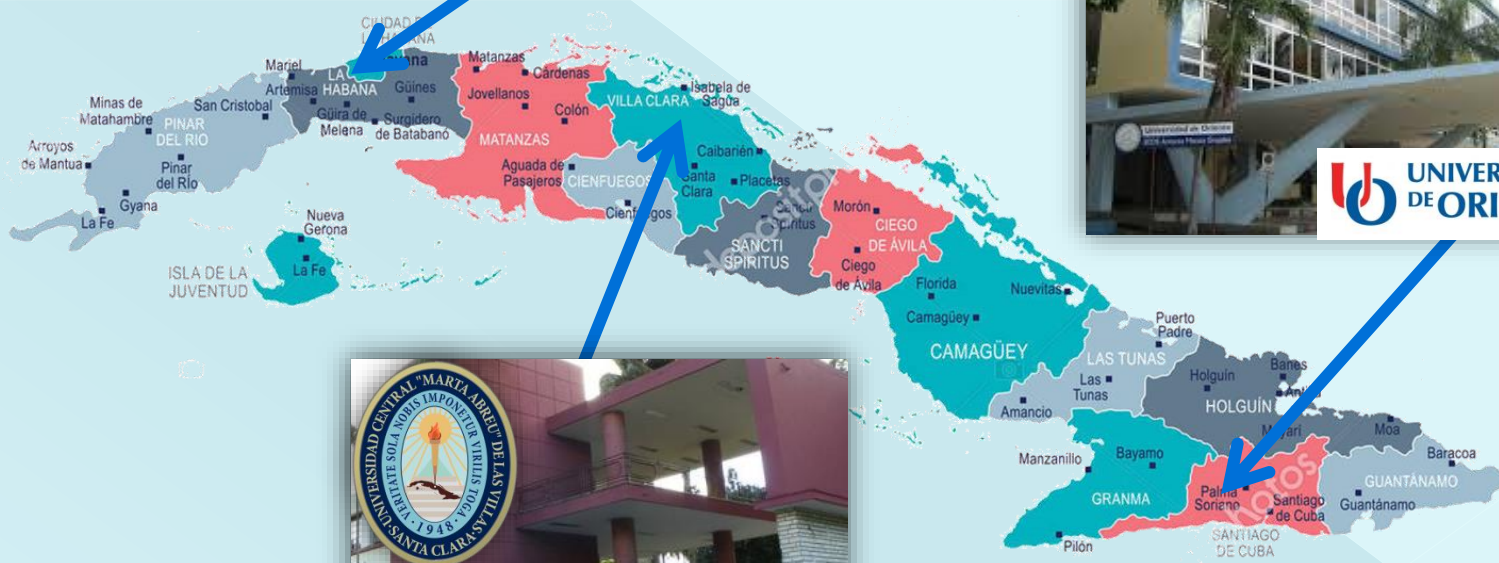 CIUDAD DE
LA HABANA
Mariel
LA
HABANA
Artemisa
Güines
Güira de
Melena
Surgidero
de Batabanó
San Cristobal
Minas de
Matahambre
PINAR
DEL RIO
Arroyos
de Mantua
Pinar
del Río
Gyana
La Fe
Nueva
Gerona
La Fe
ISLA DE LA
JUVENTUD
Matanzas
Cárdenas
Jovellanos
Colón
MATANZAS
Aguada de
Pasajeros
CIENFUEGOS
Cienfuegos
VILLA CLARA
Isabela de
Sagua
Caibarién
Santa
Clara
Placetas
Sancti
Spiritus
SANCTI
SPIRITUS
Morón
CIEGO
DE ÁVILA
Ciego
de Ávila
Florida
Nuevitas
Camagüey
CAMAGÜEY
Puerto
Padre
LAS TUNAS
Las
Tunas
Amancio
Holguin
Banes
HOLGUÍN
Mayarí
Moa
Manzanillo
Bayamo
GRANMA
Pilón
Palma
Soriano
Santiago
de Cuba
SANTIAGO
DE CUBA
Baracoa
GUANTÁNAMO
Guantánamo
Universidad de Oriente
UO
UNIVER
DE ORI
UNIVERSIDAD CENTRAL "MARTA ABREU" DE LAS VILLAS
VERITATE SOLA NOBIS IMPONETUR VIRILIS TOGA
·1948·
SANTA CLARA